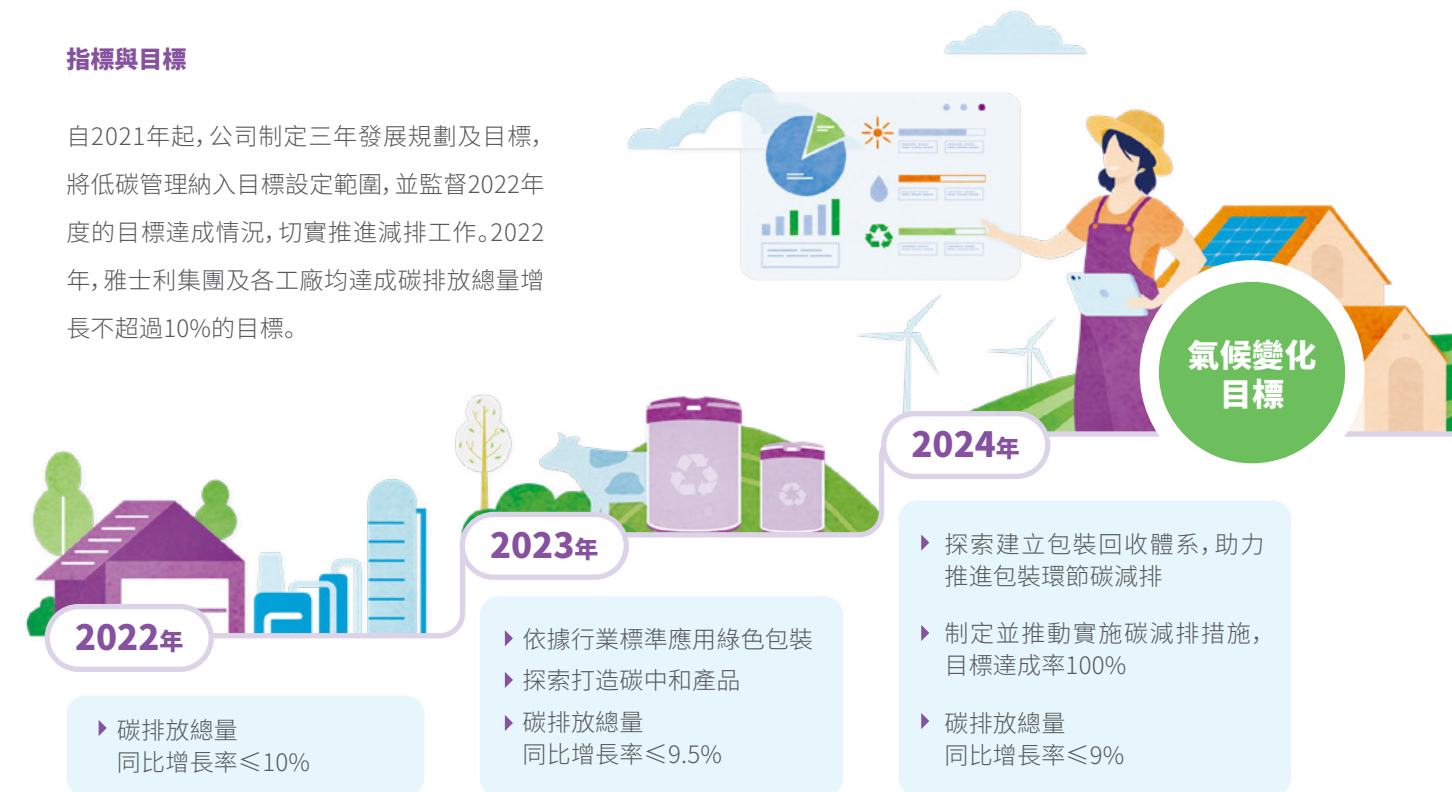 指標與目標
自2021年起，公司制定三年發展規劃及目標，
將低碳管理納入目標設定範圍，並監督2022年
度的目標達成情況，切實推進減排工作。2022
年，雅士利集團及各工廠均達成碳排放總量增
長不超過10%的目標。
氣候變化
目標
2022年
碳排放總量
同比增長率≤10%
2023年
依據行業標準應用綠色包裝
探索打造碳中和產品
碳排放總量
同比增長率≤9.5%
2024年
探索建立包裝回收體系，助力
推進包裝環節碳減排
制定並推動實施碳減排措施，
目標達成率100%
碳排放總量
同比增長率≤9%